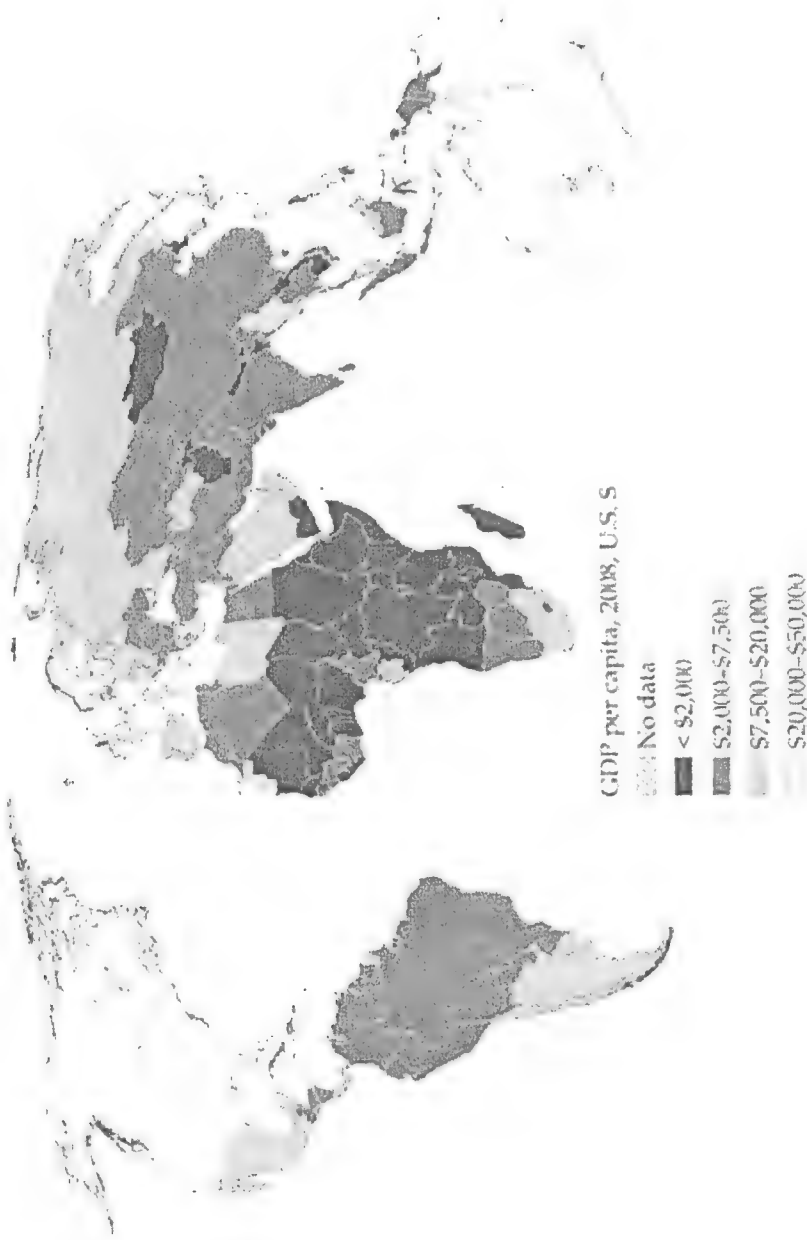 GDP per capita, 2008, U.S. $
No data
< $2,000
$2,000–$7,500
$7,500–$20,000
$20,000–$50,000